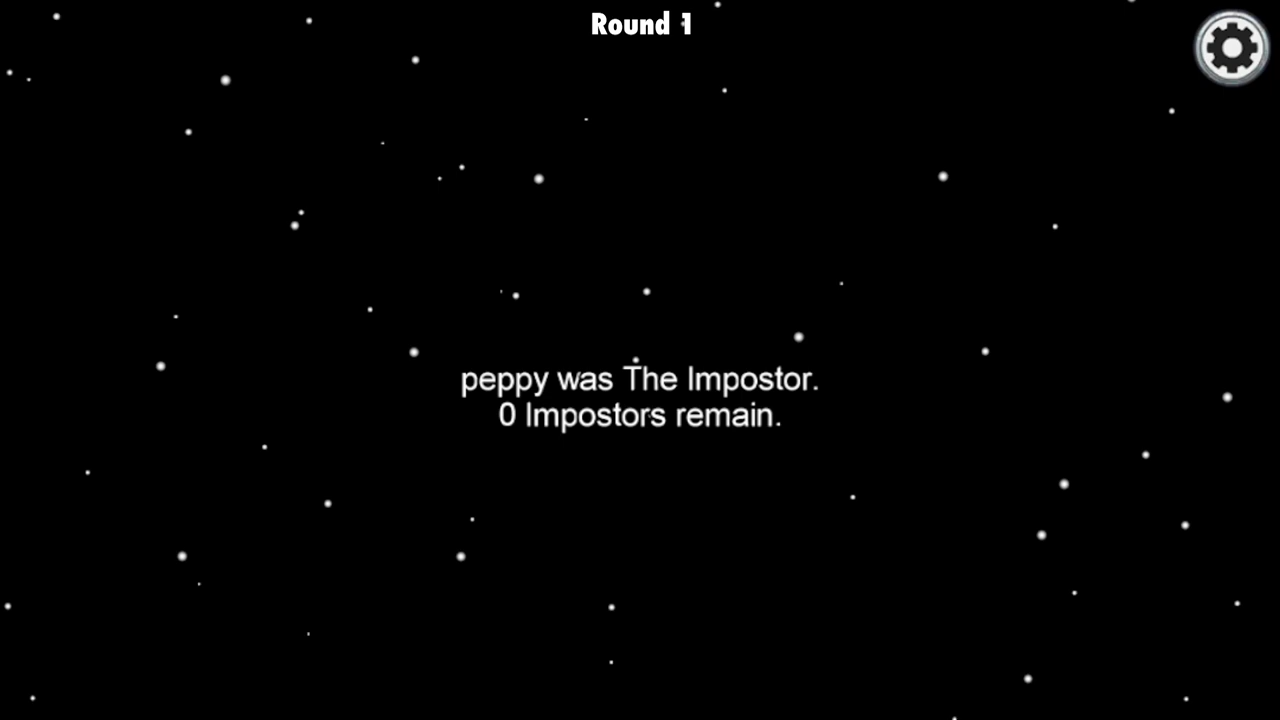 Round 1
peppy was The Impostor.
0 Impostors remain.